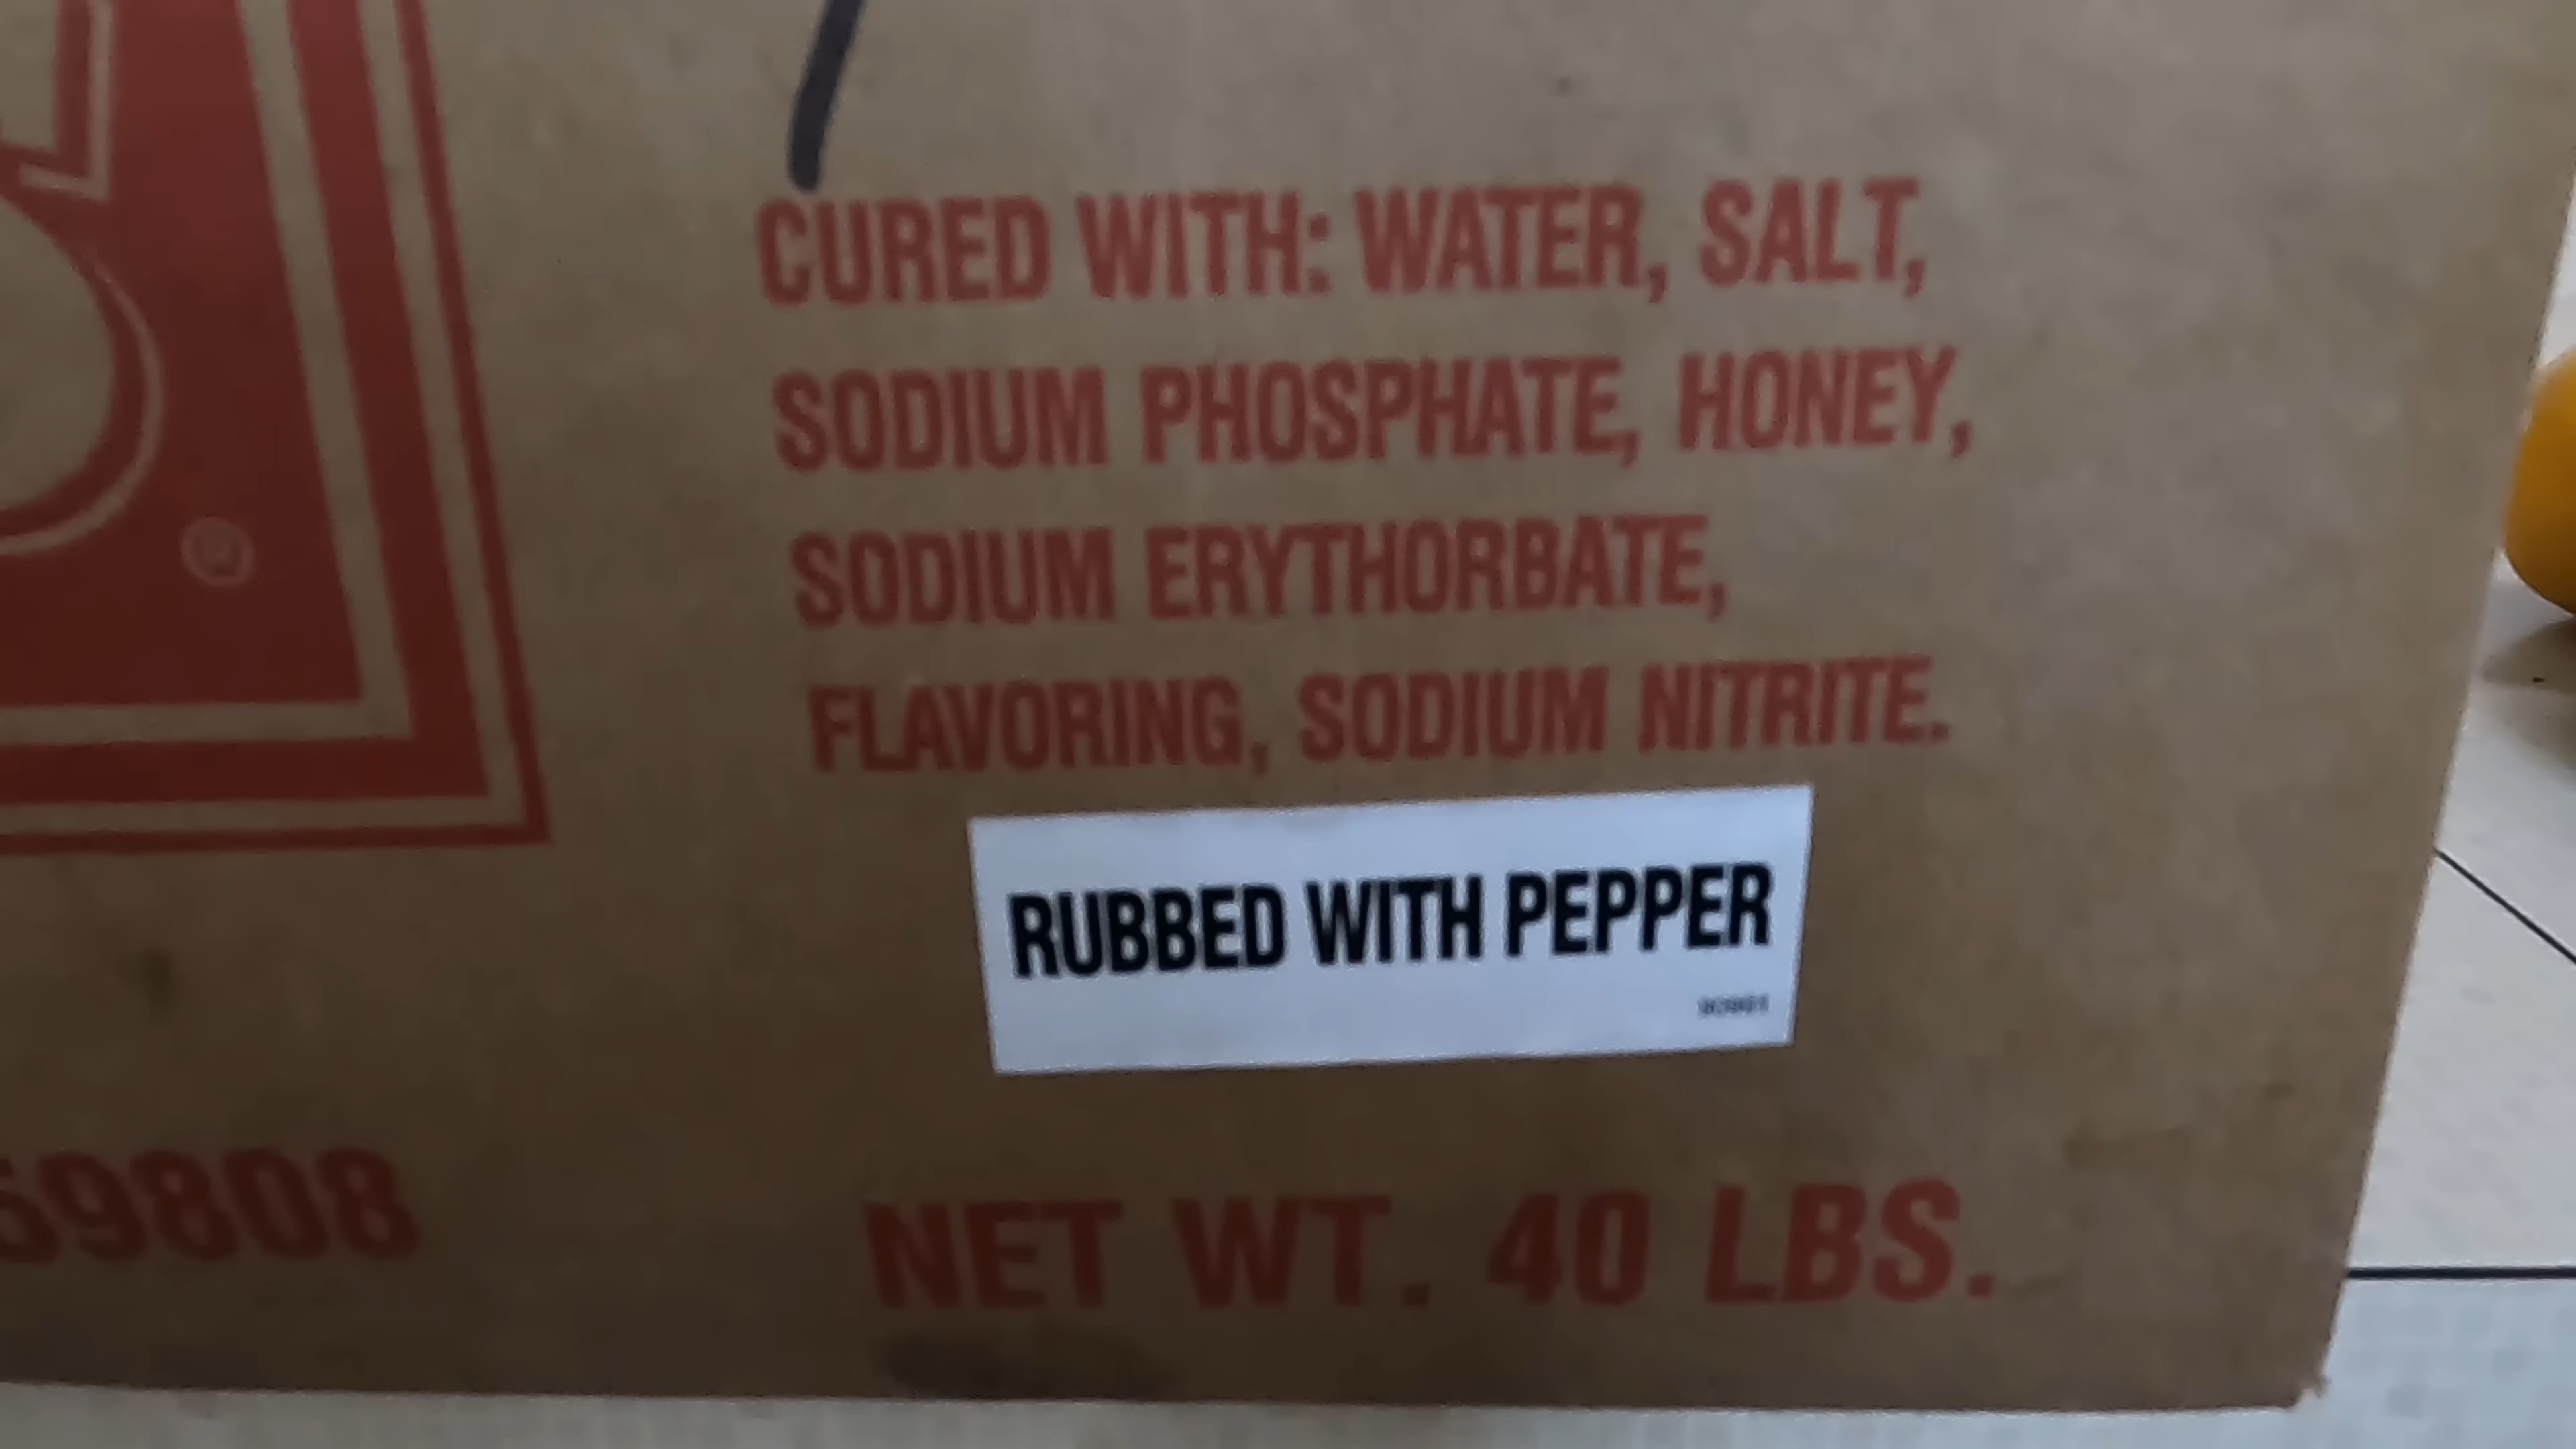 CURED WITH: WATER, SALT,
SODIUM PHOSPHATE, HONEY,
SODIUM ERYTHORBATE,
FLAVORING, SODIUM NITRITE.
RUBBED WITH PEPPER
59808
NET WT. 40 LBS.